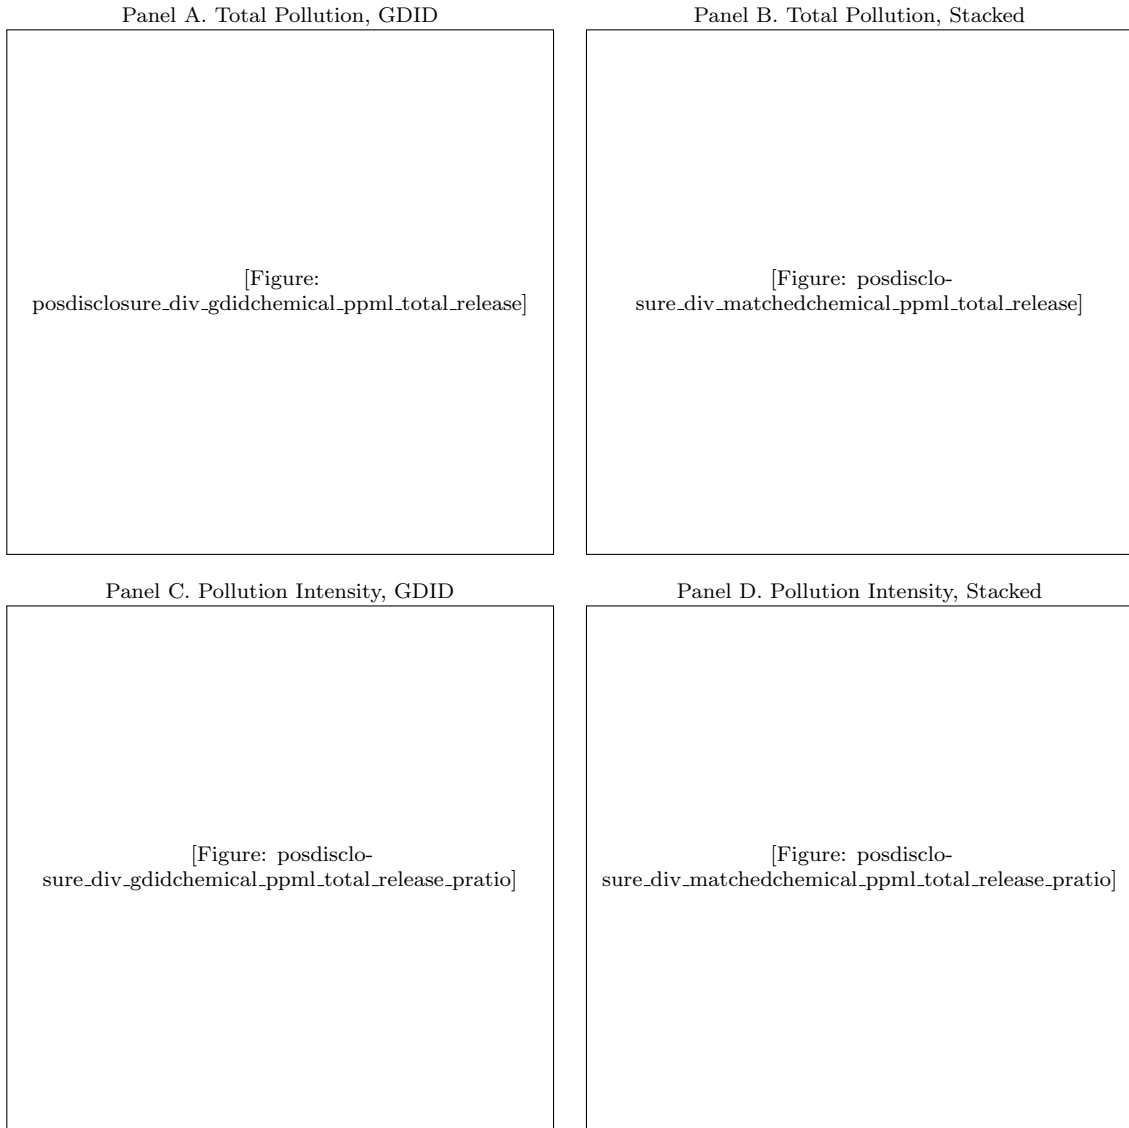 Panel A. Total Pollution, GDID
[Figure:
posdisclosure_div_gdidchemical_ppml_total_release]
Panel B. Total Pollution, Stacked
[Figure: posdisclo-
sure_div_matchedchemical_ppml_total_release]
Panel C. Pollution Intensity, GDID
[Figure: posdisclo-
sure_div_gdidchemical_ppml_total_release_pratio]
Panel D. Pollution Intensity, Stacked
[Figure: posdisclo-
sure_div_matchedchemical_ppml_total_release_pratio]